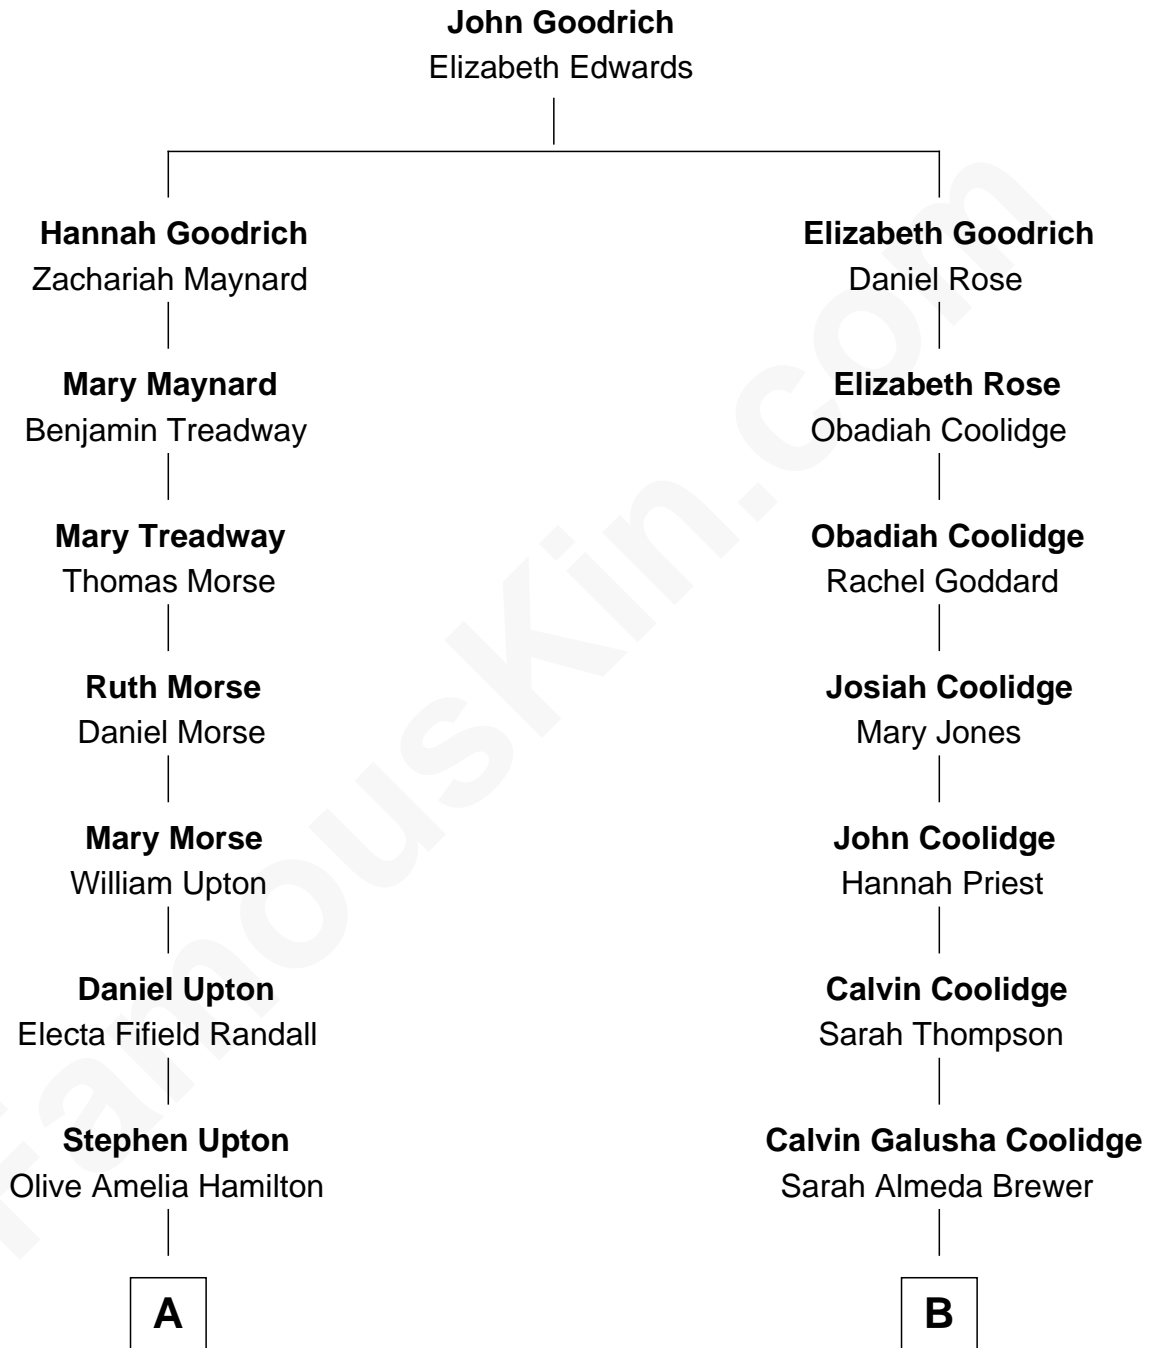 John Goodrich
Elizabeth Edwards
Hannah Goodrich
Zachariah Maynard
Elizabeth Goodrich
Daniel Rose
Mary Maynard
Benjamin Treadway
Elizabeth Rose
Obadiah Coolidge
Mary Treadway
Thomas Morse
Obadiah Coolidge
Rachel Goddard
Ruth Morse
Daniel Morse
Josiah Coolidge
Mary Jones
Mary Morse
William Upton
John Coolidge
Hannah Priest
Daniel Upton
Electa Fifield Randall
Calvin Coolidge
Sarah Thompson
Stephen Upton
Olive Amelia Hamilton
Calvin Galusha Coolidge
Sarah Almeda Brewer
A
B
FamousKin.com